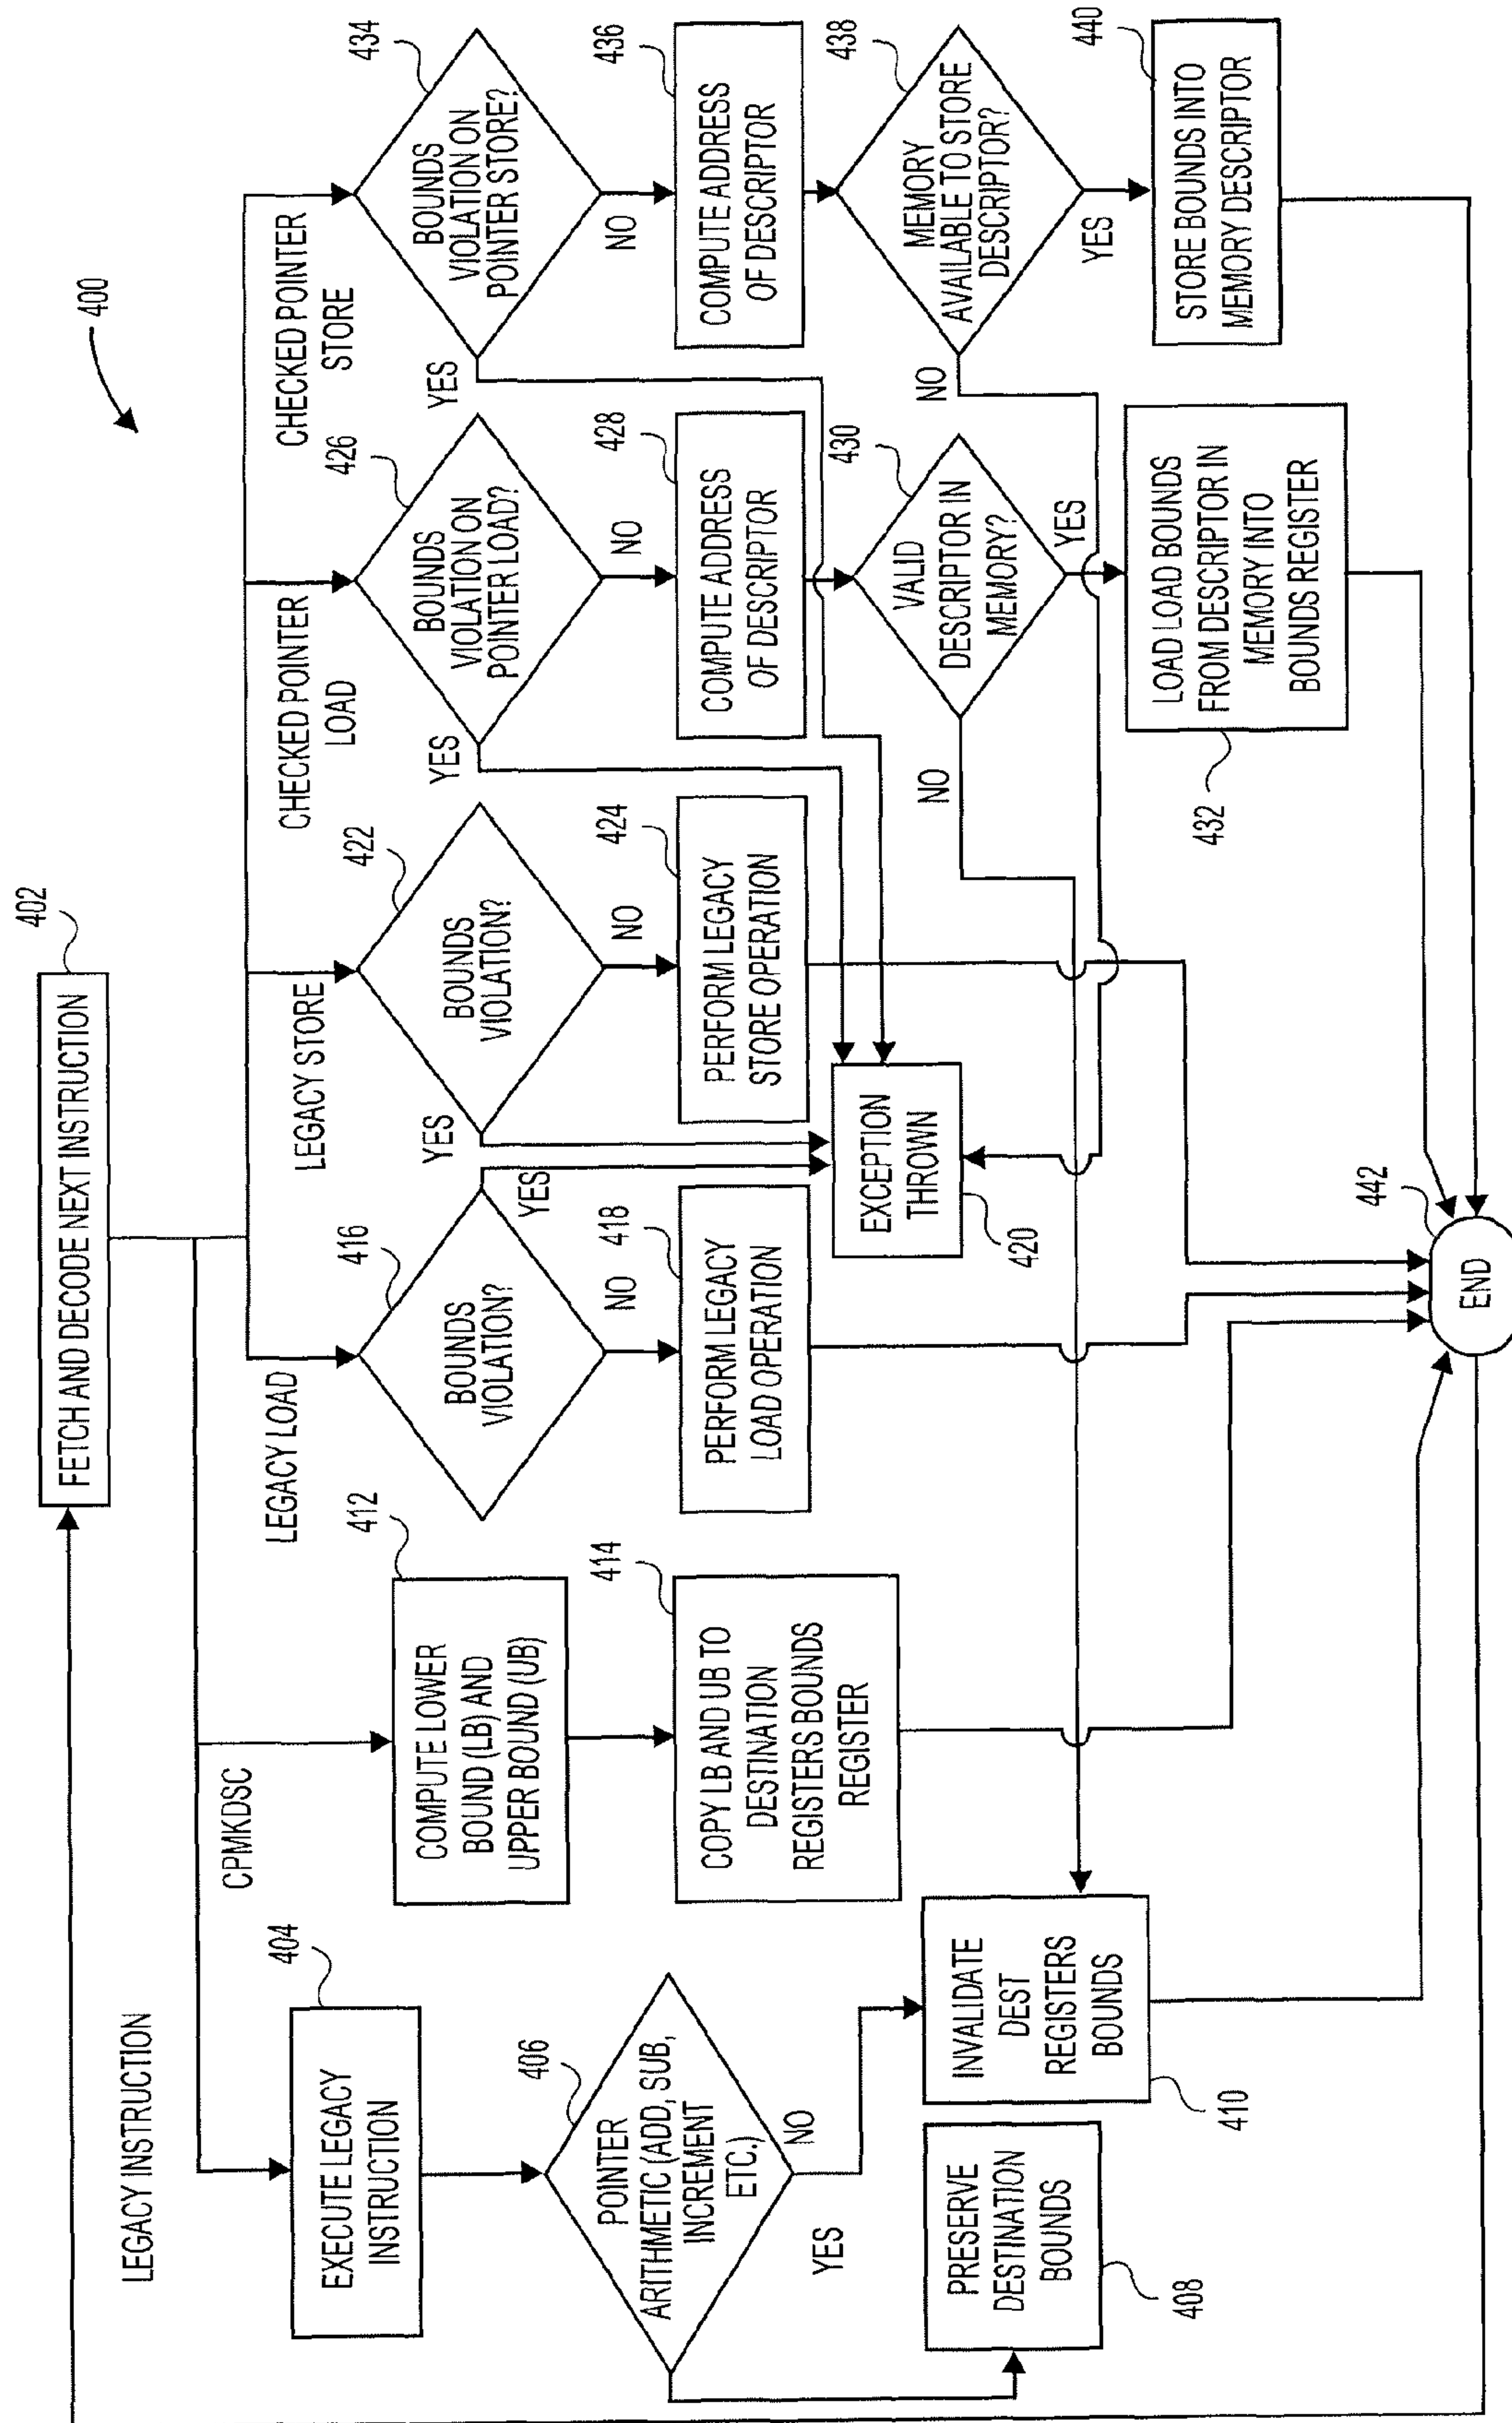 400
402
FETCH AND DECODE NEXT INSTRUCTION
LEGACY INSTRUCTION
404
EXECUTE LEGACY
INSTRUCTION
406
POINTER
ARITHMETIC (ADD, SUB,
INCREMENT
ETC.)
YES
NO
PRESERVE
DESTINATION
BOUNDS
408
INVALIDATE
DEST
REGISTERS
BOUNDS
410
CPMKDSC
412
COMPUTE LOWER
BOUND (LB) AND
UPPER BOUND (UB)
414
COPY LB AND UB TO
DESTINATION
REGISTERS BOUNDS
REGISTER
LEGACY LOAD
416
BOUNDS
VIOLATION?
YES
NO
418
PERFORM LEGACY
LOAD OPERATION
EXCEPTION
THROWN
420
LEGACY STORE
422
BOUNDS
VIOLATION?
YES
NO
424
PERFORM LEGACY
STORE OPERATION
CHECKED POINTER
LOAD
426
BOUNDS
VIOLATION ON
POINTER LOAD?
YES
NO
428
COMPUTE ADDRESS
OF DESCRIPTOR
430
VALID
DESCRIPTOR IN
MEMORY?
NO
YES
LOAD LOAD BOUNDS
FROM DESCRIPTOR IN
MEMORY INTO
BOUNDS REGISTER
432
CHECKED POINTER
STORE
434
BOUNDS
VIOLATION ON
POINTER STORE?
YES
NO
436
COMPUTE ADDRESS
OF DESCRIPTOR
438
MEMORY
AVAILABLE TO STORE
DESCRIPTOR?
NO
YES
440
STORE BOUNDS INTO
MEMORY DESCRIPTOR
442
END